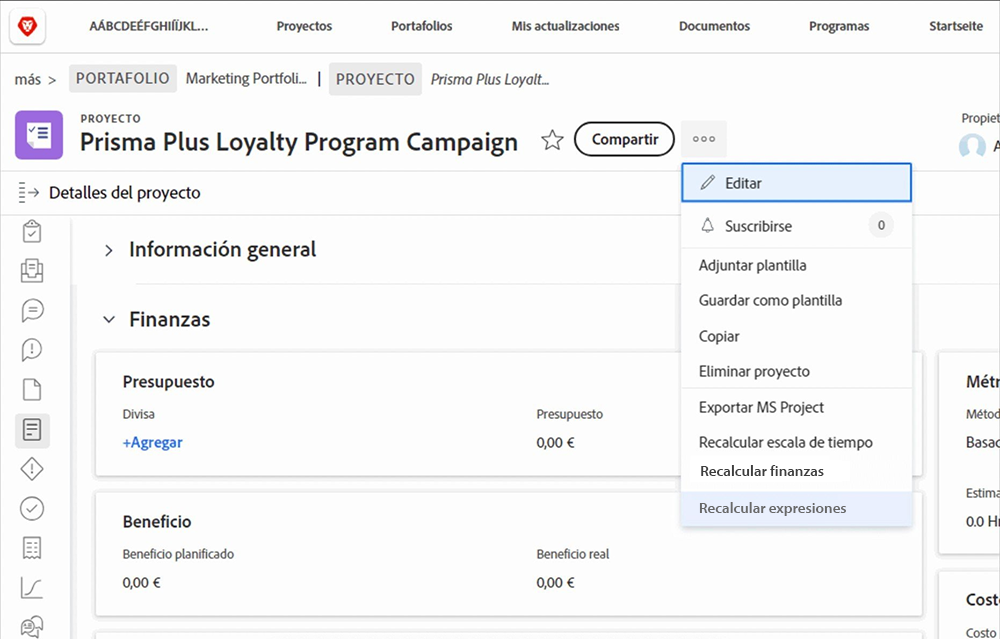 AÁBCDEÉFGHIÍJKL... Proyectos Portafolios Mis actualizaciones Documentos Programas Startseite
más > PORTAFOLIO Marketing Portfoli... | PROYECTO Prisma Plus Loyalt...
PROYECTO
Prisma Plus Loyalty Program Campaign
Compartir
Propiet
A
Detalles del proyecto
Editar
Suscribirse 0
Adjuntar plantilla
Guardar como plantilla
Copiar
Eliminar proyecto
Exportar MS Project
Recalcular escala de tiempo
Recalcular finanzas
Recalcular expresiones
Información general
Finanzas
Presupuesto
Divisa
+Agregar
Presupuesto
0,00 €
Beneficio
Beneficio planificado
0,00 €
Beneficio real
0,00 €
Métr
Métod
Basac
Estima
0.0 Hr
Costo
Costo